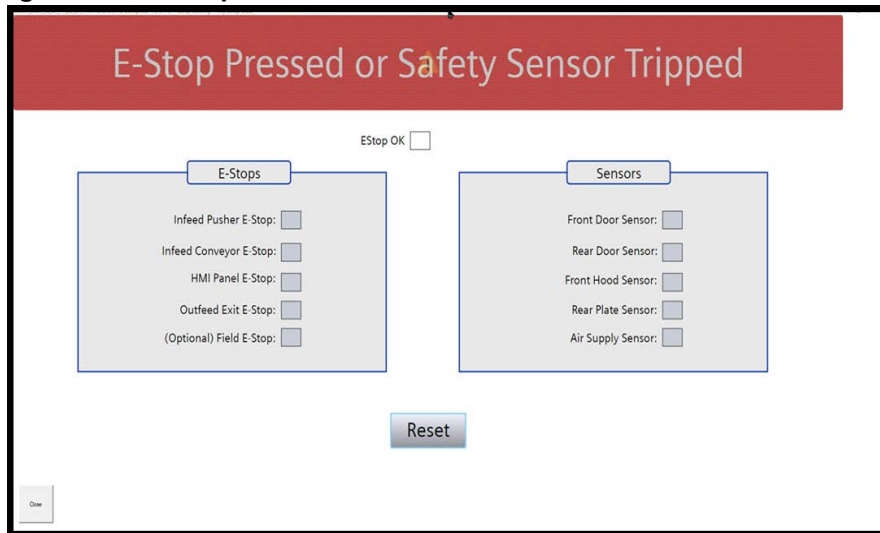 E-Stop Pressed or Safety Sensor Tripped
EStop OK
E-Stops
Infeed Pusher E-Stop:
Infeed Conveyor E-Stop:
HMI Panel E-Stop:
Outfeed Exit E-Stop:
(Optional) Field E-Stop:
Sensors
Front Door Sensor:
Rear Door Sensor:
Front Hood Sensor:
Rear Plate Sensor:
Air Supply Sensor:
Reset
Close